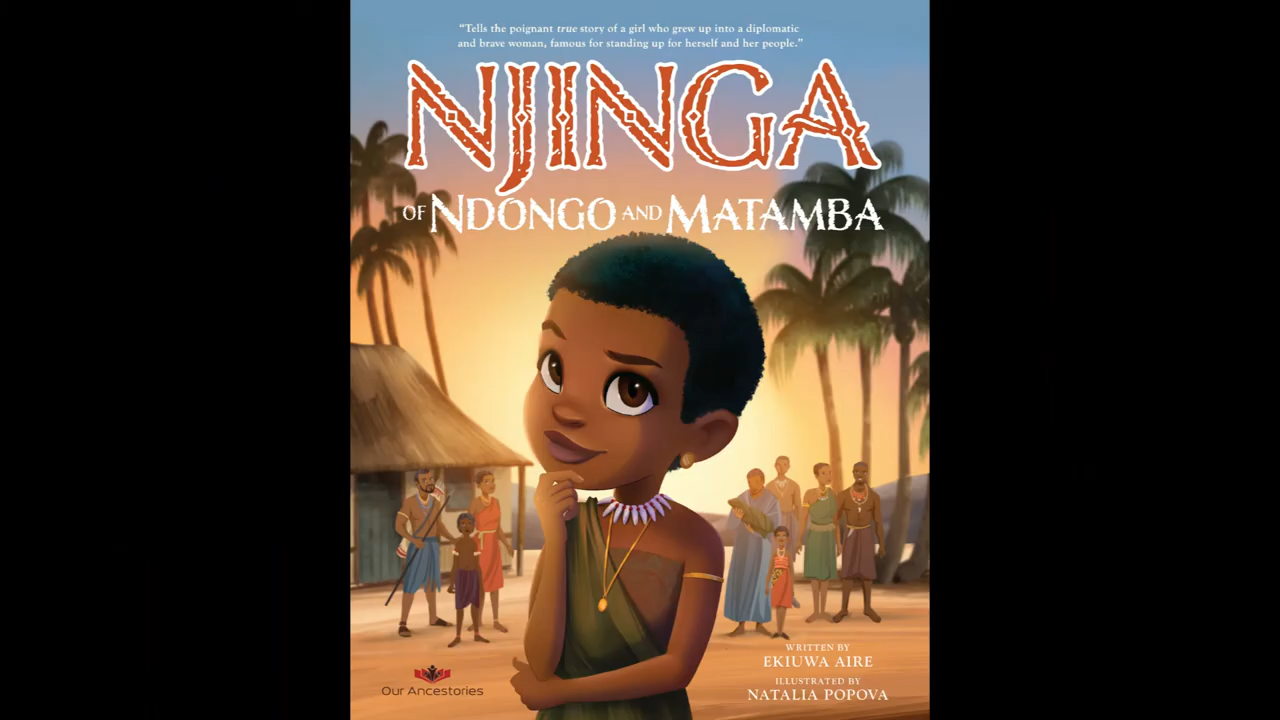 "Tells the poignant true story of a girl who grew up into a diplomatic
and brave woman, famous for standing up for herself and her people."
NJINGA
OF NDONGO AND MATAMBA
WRITTEN BY
EKIUWA AIRE
ILLUSTRATED BY
NATALIA POPOVA
Our Ancestories